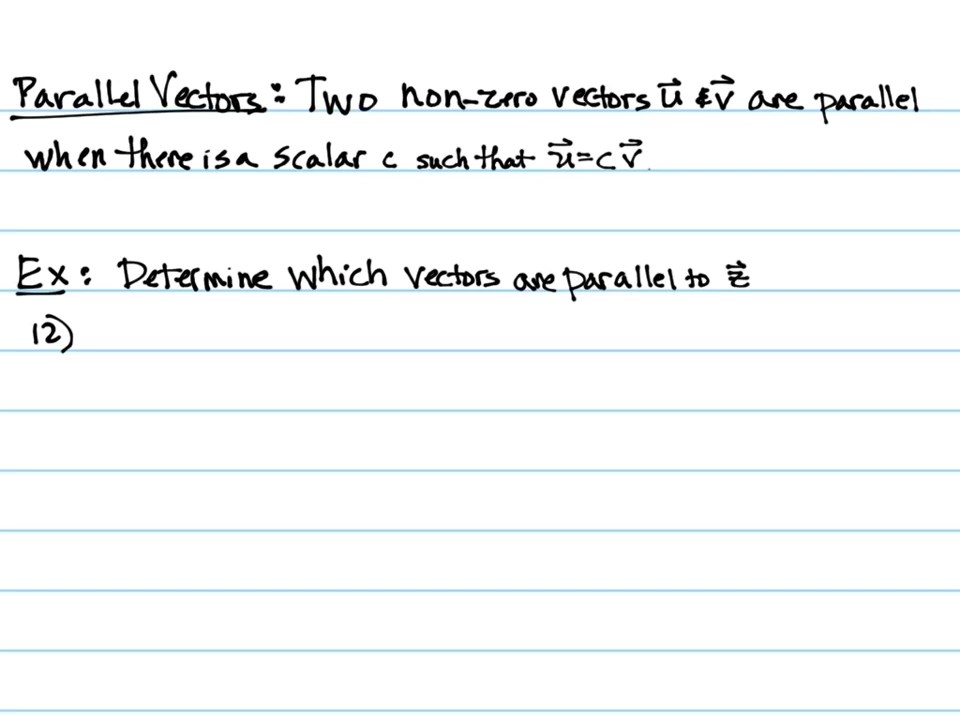 Parallel Vectors: Two non-zero vectors u⃗ & v⃗ are parallel
when there is a scalar c such that u⃗ = c v⃗.
Ex: Determine which vectors are parallel to z⃗
12)